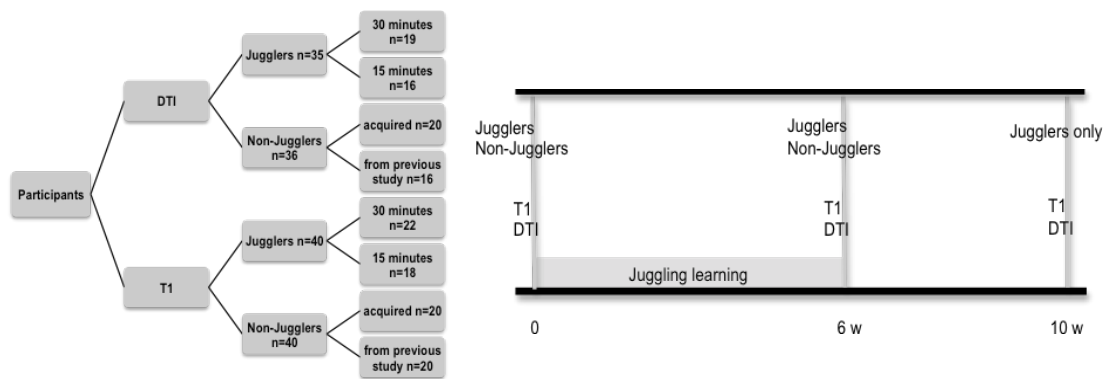 Participants
DTI
Jugglers n=35
30 minutes
n=19
15 minutes
n=16
Non-Jugglers
n=36
acquired n=20
from previous
study n=16
T1
Jugglers n=40
30 minutes
n=22
15 minutes
n=18
Non-Jugglers
n=40
acquired n=20
from previous
study n=20
Jugglers
Non-Jugglers
T1
DTI
Jugglers
Non-Jugglers
T1
DTI
Jugglers only
T1
DTI
Juggling learning
0
6 w
10 w